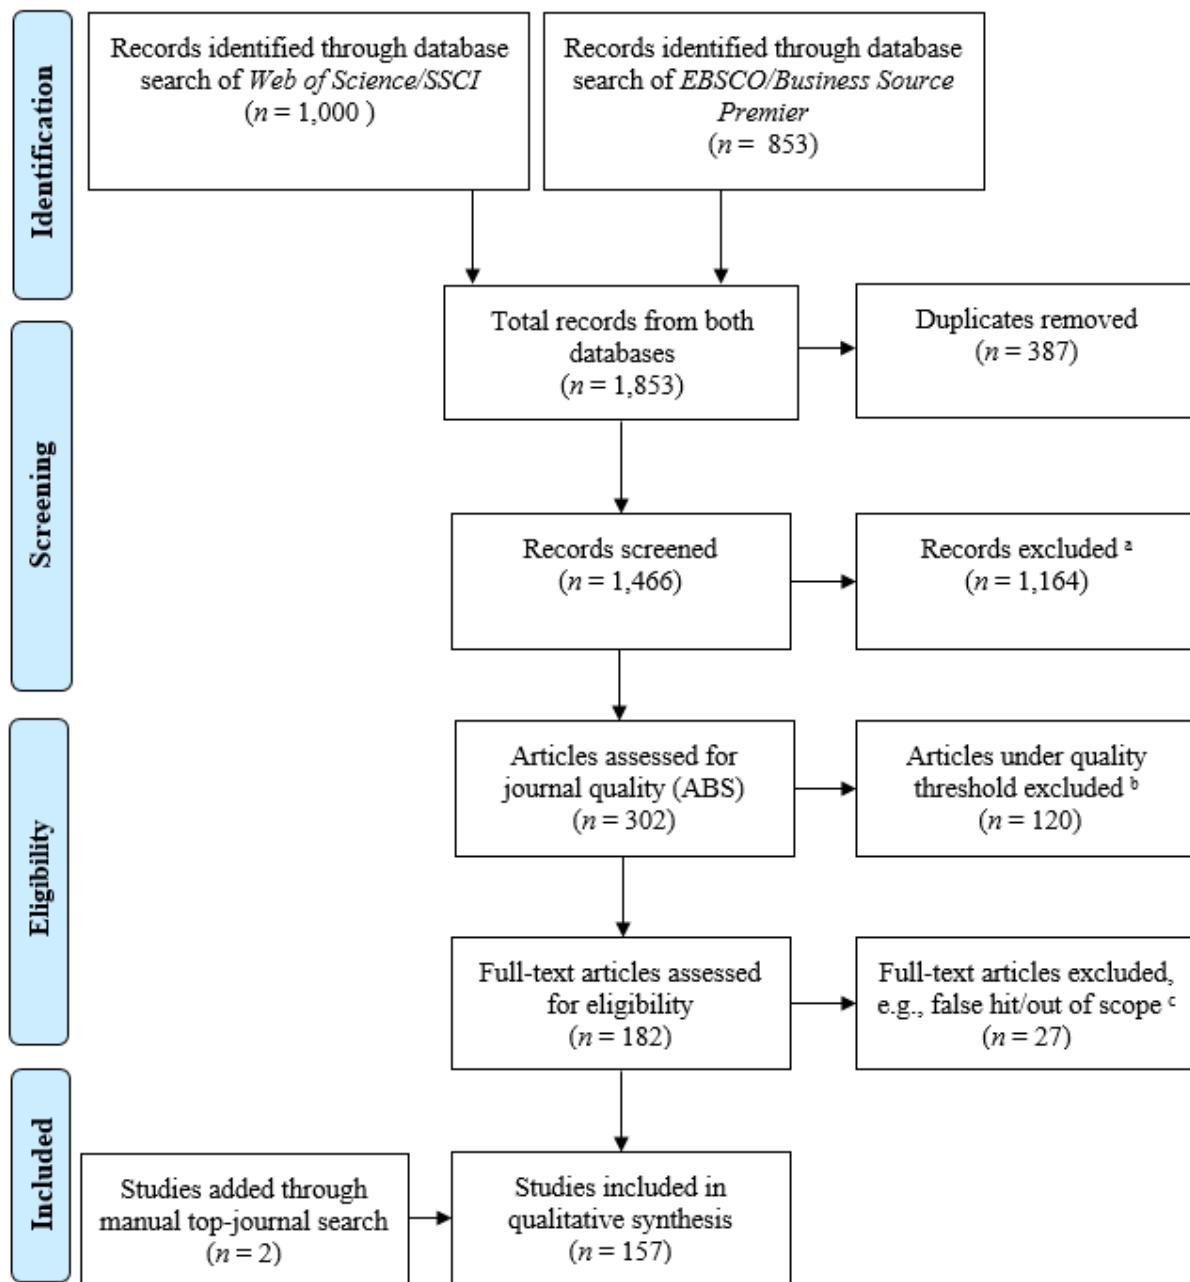 Identification
Records identified through database
search of Web of Science/SSCI
(n = 1,000 )
Records identified through database
search of EBSCO/Business Source
Premier
(n =  853)
Screening
Total records from both
databases
(n = 1,853)
Duplicates removed
(n = 387)
Records screened
(n = 1,466)
Records excluded ª
(n = 1,164)
Eligibility
Articles assessed for
journal quality (ABS)
(n = 302)
Articles under quality
threshold excluded ᵇ
(n = 120)
Full-text articles assessed
for eligibility
(n = 182)
Full-text articles excluded,
e.g., false hit/out of scope ᶜ
(n = 27)
Included
Studies added through
manual top-journal search
(n = 2)
Studies included in
qualitative synthesis
(n = 157)